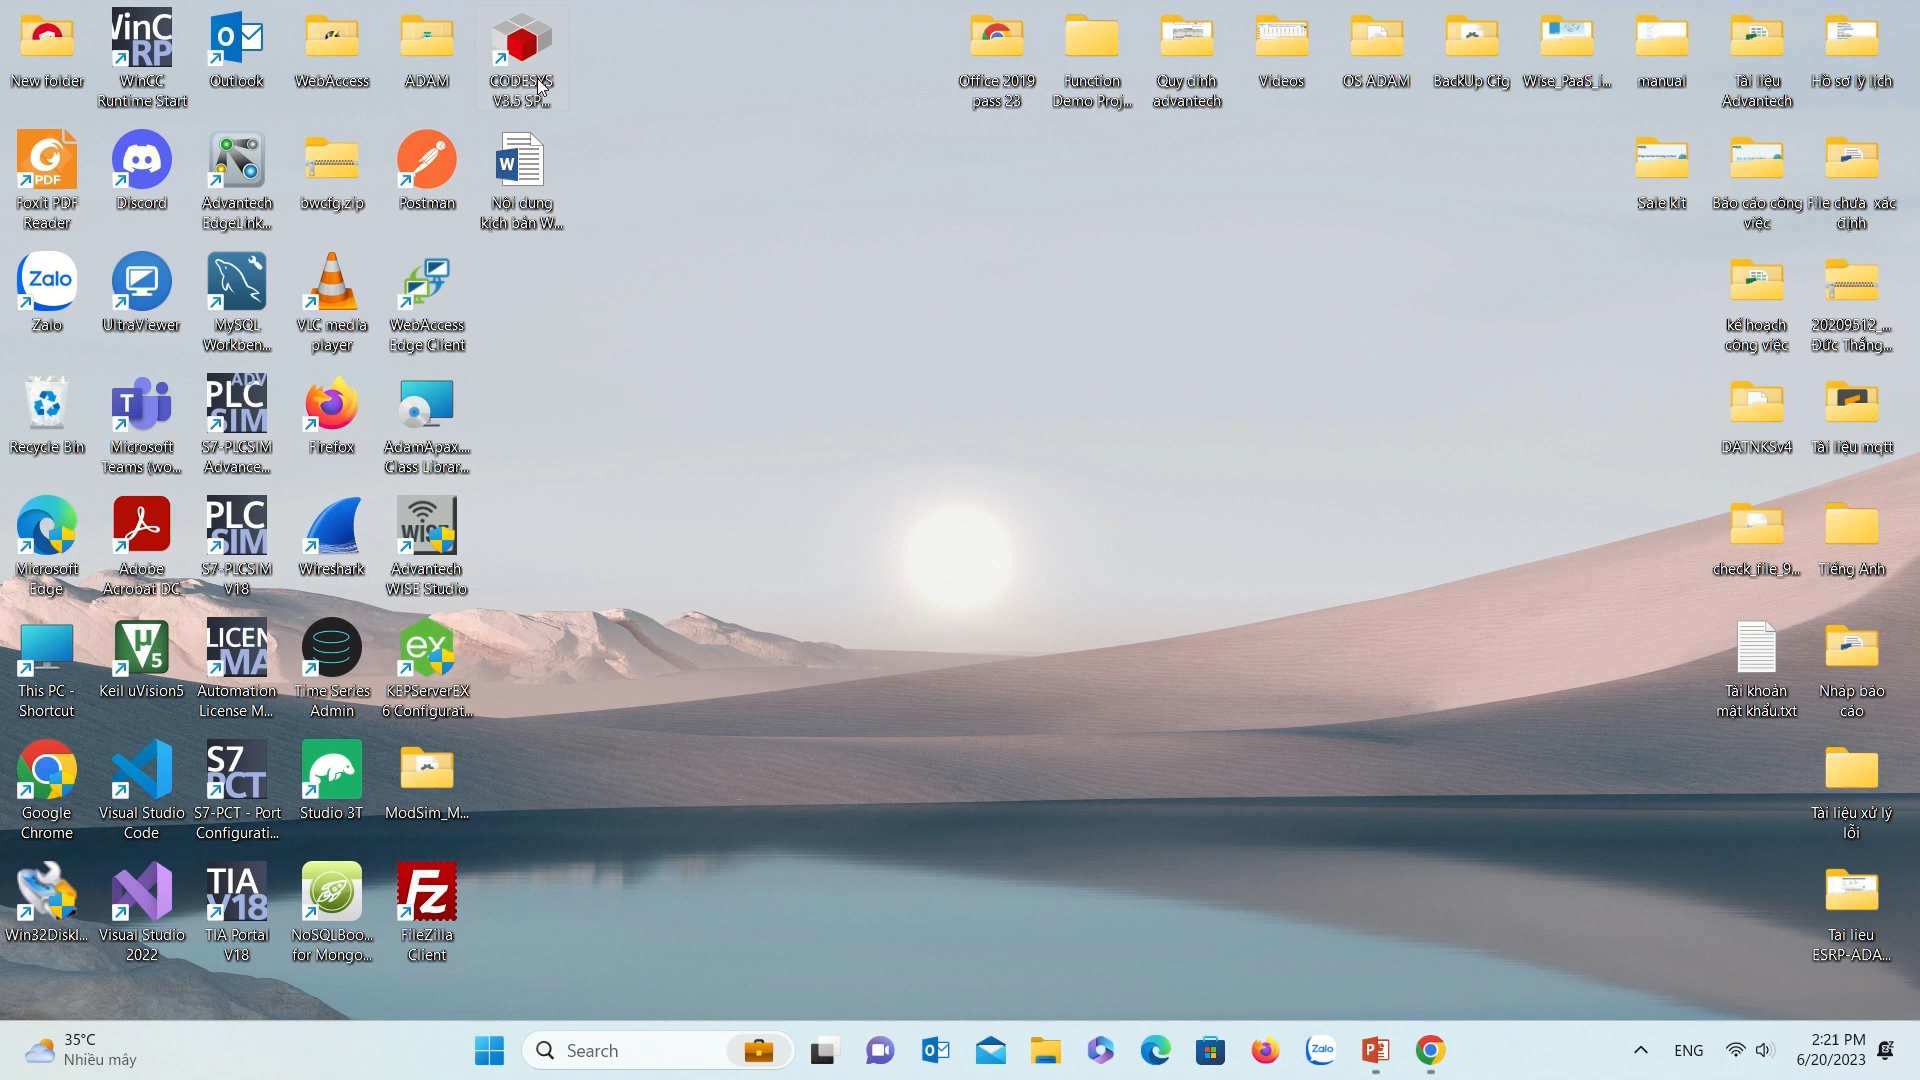 New folder
WinCC
Runtime Start
Outlook
WebAccess
ADAM
CODESYS
V3.5 SP...
Office 2019
pass 23
Function
Demo Proj...
Quy dinh
advantech
Videos
OS ADAM
BackUp Cfg
Wise_PaaS_i...
manual
Tài liệu
Advantech
Hồ sơ lý lịch
Foxit PDF
Reader
Discord
Advantech
EdgeLink...
bwcfg.zip
Postman
Nội dung
kịch bản W...
Sale kit
Báo cáo công
việc
File chưa xác
định
Zalo
UltraViewer
MySQL
Workben...
VLC media
player
WebAccess
Edge Client
kế hoạch
công việc
20209512_...
Đức Thắng...
Recycle Bin
Microsoft
Teams (wo...
S7-PLCSIM
Advance...
Firefox
AdamApax....
Class Librar...
DATNKSv4
Tài liệu mqtt
Microsoft
Edge
Adobe
Acrobat DC
S7-PLCSIM
V18
Wireshark
Advantech
WISE Studio
check_file_9...
Tiếng Anh
This PC -
Shortcut
Keil uVision5
Automation
License M...
Time Series
Admin
KEPServerEX
6 Configurat...
Tài khoản
mật khẩu.txt
Nháp báo
cáo
Google
Chrome
Visual Studio
Code
S7-PCT - Port
Configurati...
Studio 3T
ModSim_M...
Tài liệu xử lý
lỗi
Win32DiskI...
Visual Studio
2022
TIA Portal
V18
NoSQLBoo...
for Mongo...
FileZilla
Client
Tai lieu
ESRP-ADA...
35°C
Nhiều mây
Search
ENG
2:21 PM
6/20/2023